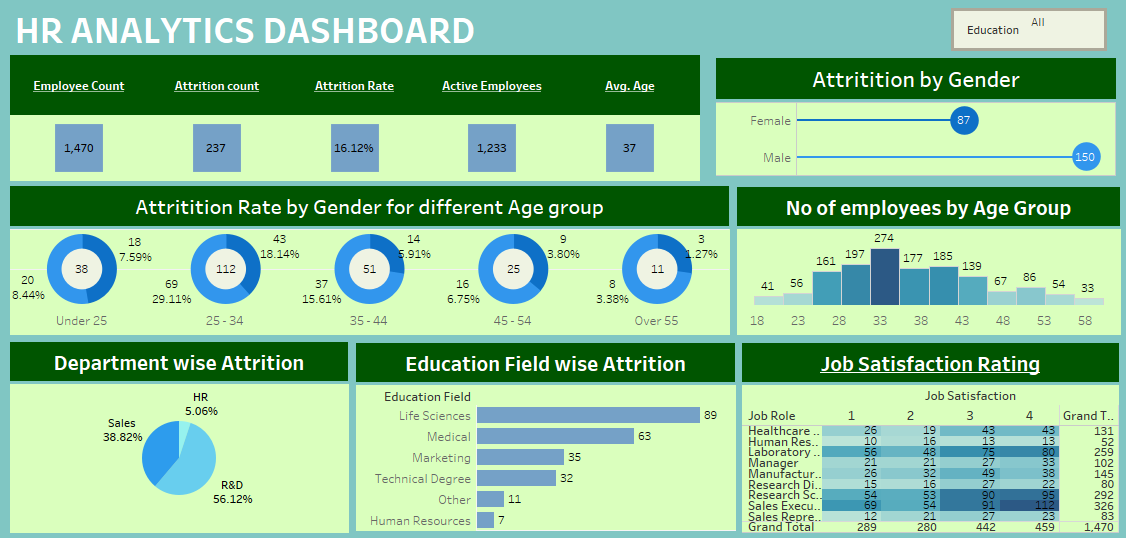 HR ANALYTICS DASHBOARD
Education All
Employee Count Attrition count Attrition Rate Active Employees Avg. Age
1,470 237 16.12% 1,233 37
Attritition by Gender
Female 87
Male 150
Attritition Rate by Gender for different Age group
18
7.59%
38
20
8.44%
Under 25
43
18.14%
112
69
29.11%
25 - 34
14
5.91%
51
37
15.61%
35 - 44
9
3.80%
25
16
6.75%
45 - 54
3
1.27%
11
8
3.38%
Over 55
No of employees by Age Group
41 56 161 197 274 177 185 139 67 86 54 33
18 23 28 33 38 43 48 53 58
Department wise Attrition
HR
5.06%
Sales
38.82%
R&D
56.12%
Education Field wise Attrition
Education Field
Life Sciences 89
Medical 63
Marketing 35
Technical Degree 32
Other 11
Human Resources 7
Job Satisfaction Rating
Job Satisfaction
Job Role 1 2 3 4 Grand T..
Healthcare .. 26 19 43 43 131
Human Res.. 10 16 13 13 52
Laboratory .. 56 48 75 80 259
Manager 21 21 27 33 102
Manufactur.. 26 32 49 38 145
Research Di.. 15 16 27 22 80
Research Sc.. 54 53 90 95 292
Sales Execu.. 69 54 91 112 326
Sales Repre.. 12 21 27 23 83
Grand Total 289 280 442 459 1,470